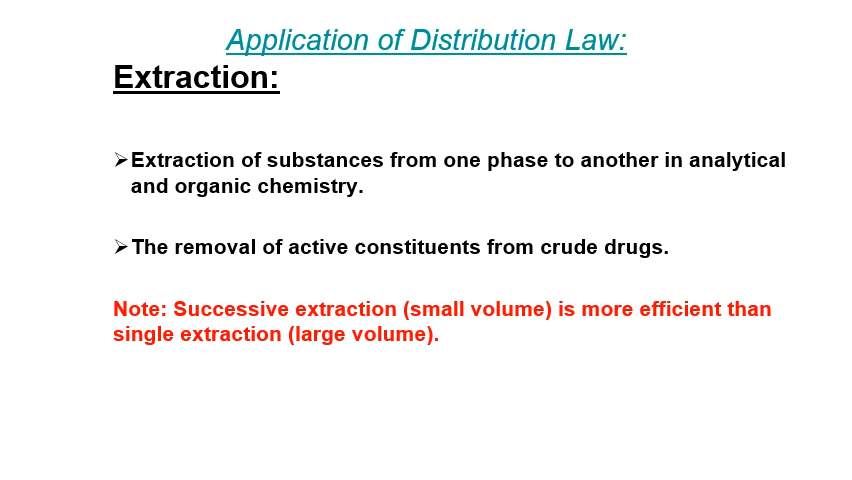 Application of Distribution Law:
Extraction:
➢Extraction of substances from one phase to another in analytical
and organic chemistry.
➢The removal of active constituents from crude drugs.
Note: Successive extraction (small volume) is more efficient than
single extraction (large volume).